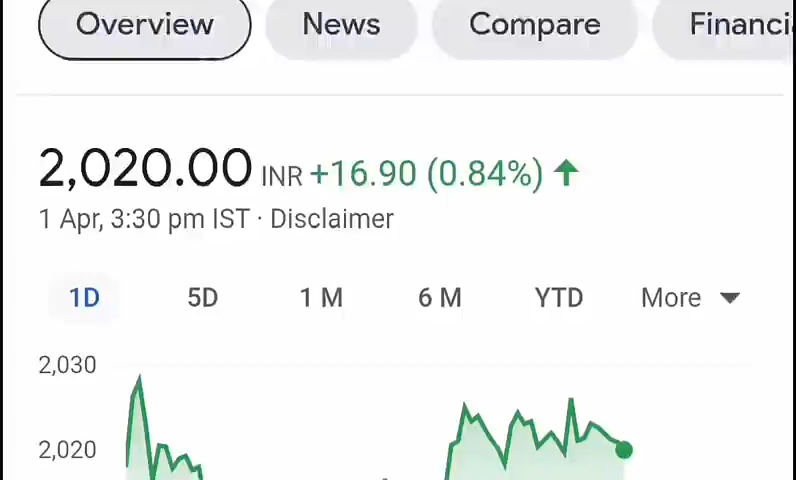 Overview News Compare Financi
2,020.00 INR +16.90 (0.84%) ↑
1 Apr, 3:30 pm IST · Disclaimer
1D 5D 1 M 6 M YTD More
2,030
2,020